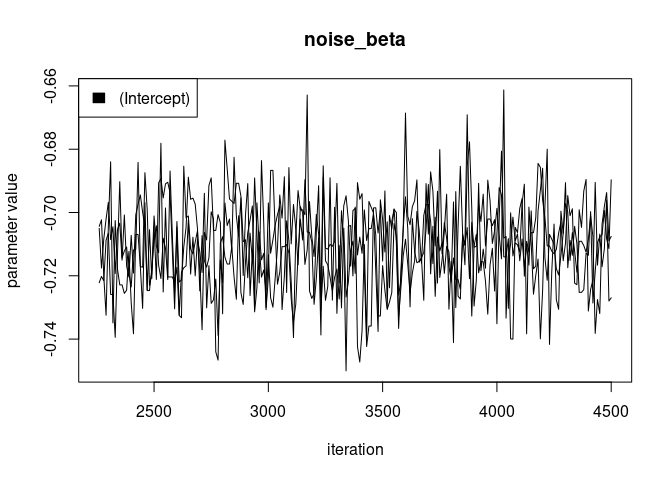 noise_beta
(Intercept)
parameter value
-0.66
-0.68
-0.70
-0.72
-0.74
2500 3000 3500 4000 4500
iteration